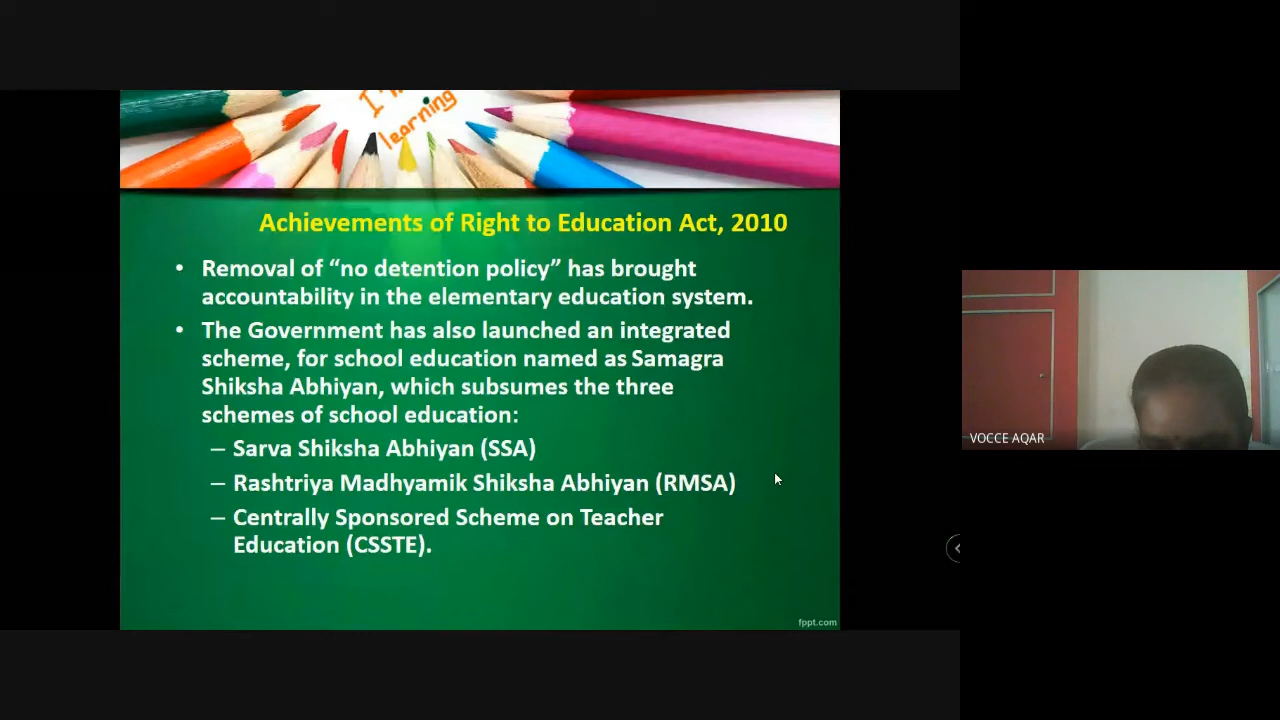 learning
Achievements of Right to Education Act, 2010
• Removal of “no detention policy” has brought
accountability in the elementary education system.
• The Government has also launched an integrated
scheme, for school education named as Samagra
Shiksha Abhiyan, which subsumes the three
schemes of school education:
– Sarva Shiksha Abhiyan (SSA)
– Rashtriya Madhyamik Shiksha Abhiyan (RMSA)
– Centrally Sponsored Scheme on Teacher
Education (CSSTE).
fppt.com
VOCCE AQAR